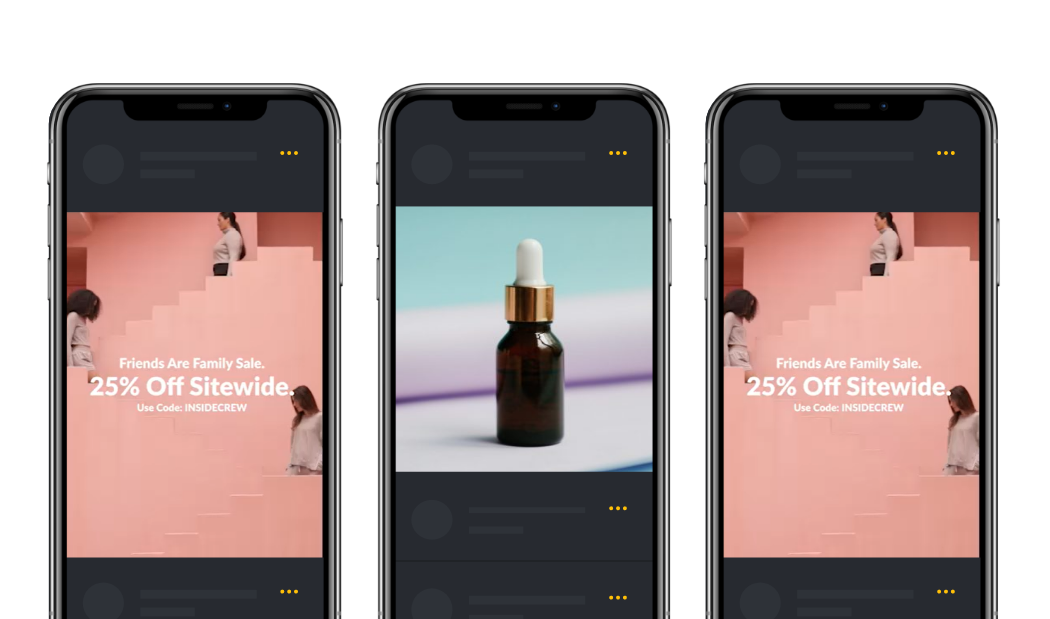 Friends Are Family Sale.
25% Off Sitewide.
Use Code: INSIDECREW
Friends Are Family Sale.
25% Off Sitewide.
Use Code: INSIDECREW